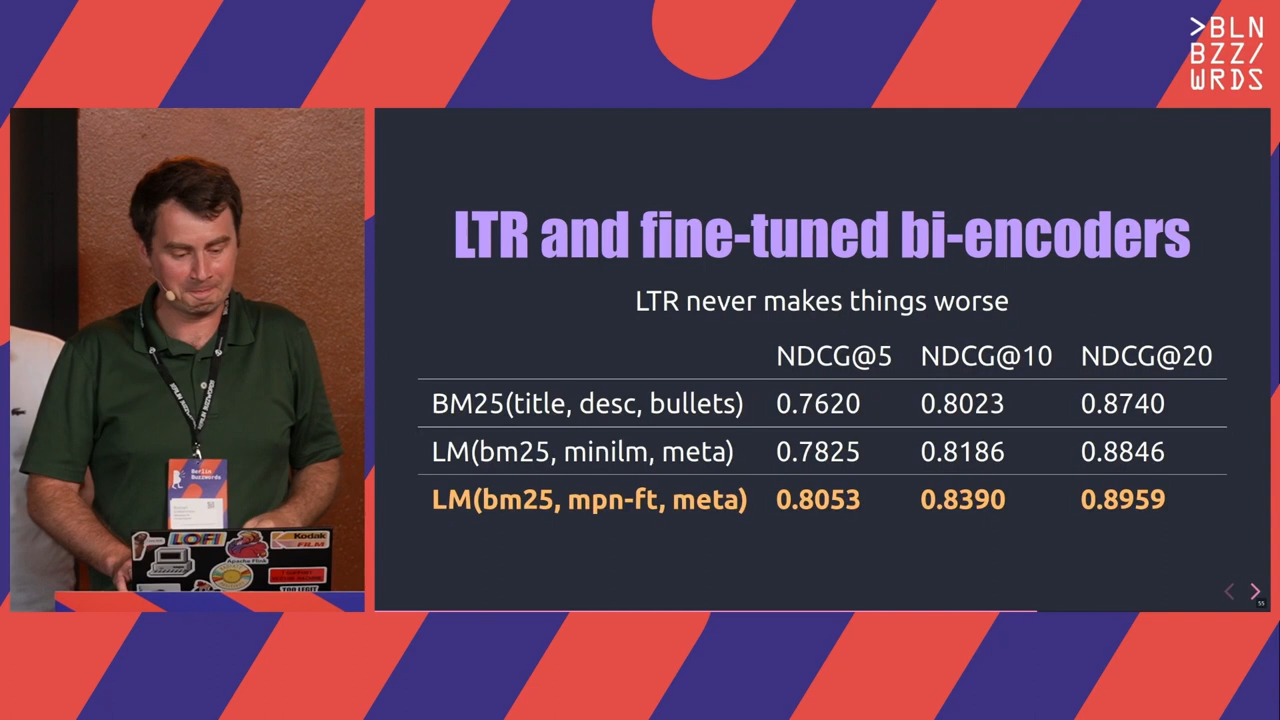 >BLN
BZZ/
WRDS
LTR and fine-tuned bi-encoders
LTR never makes things worse
NDCG@5 NDCG@10 NDCG@20
BM25(title, desc, bullets) 0.7620 0.8023 0.8740
LM(bm25, minilm, meta) 0.7825 0.8186 0.8846
LM(bm25, mpn-ft, meta) 0.8053 0.8390 0.8959
55
Berlin
Buzzwords
LOFI
Kodak
FILM
Apache Flink
TOO LEGIT